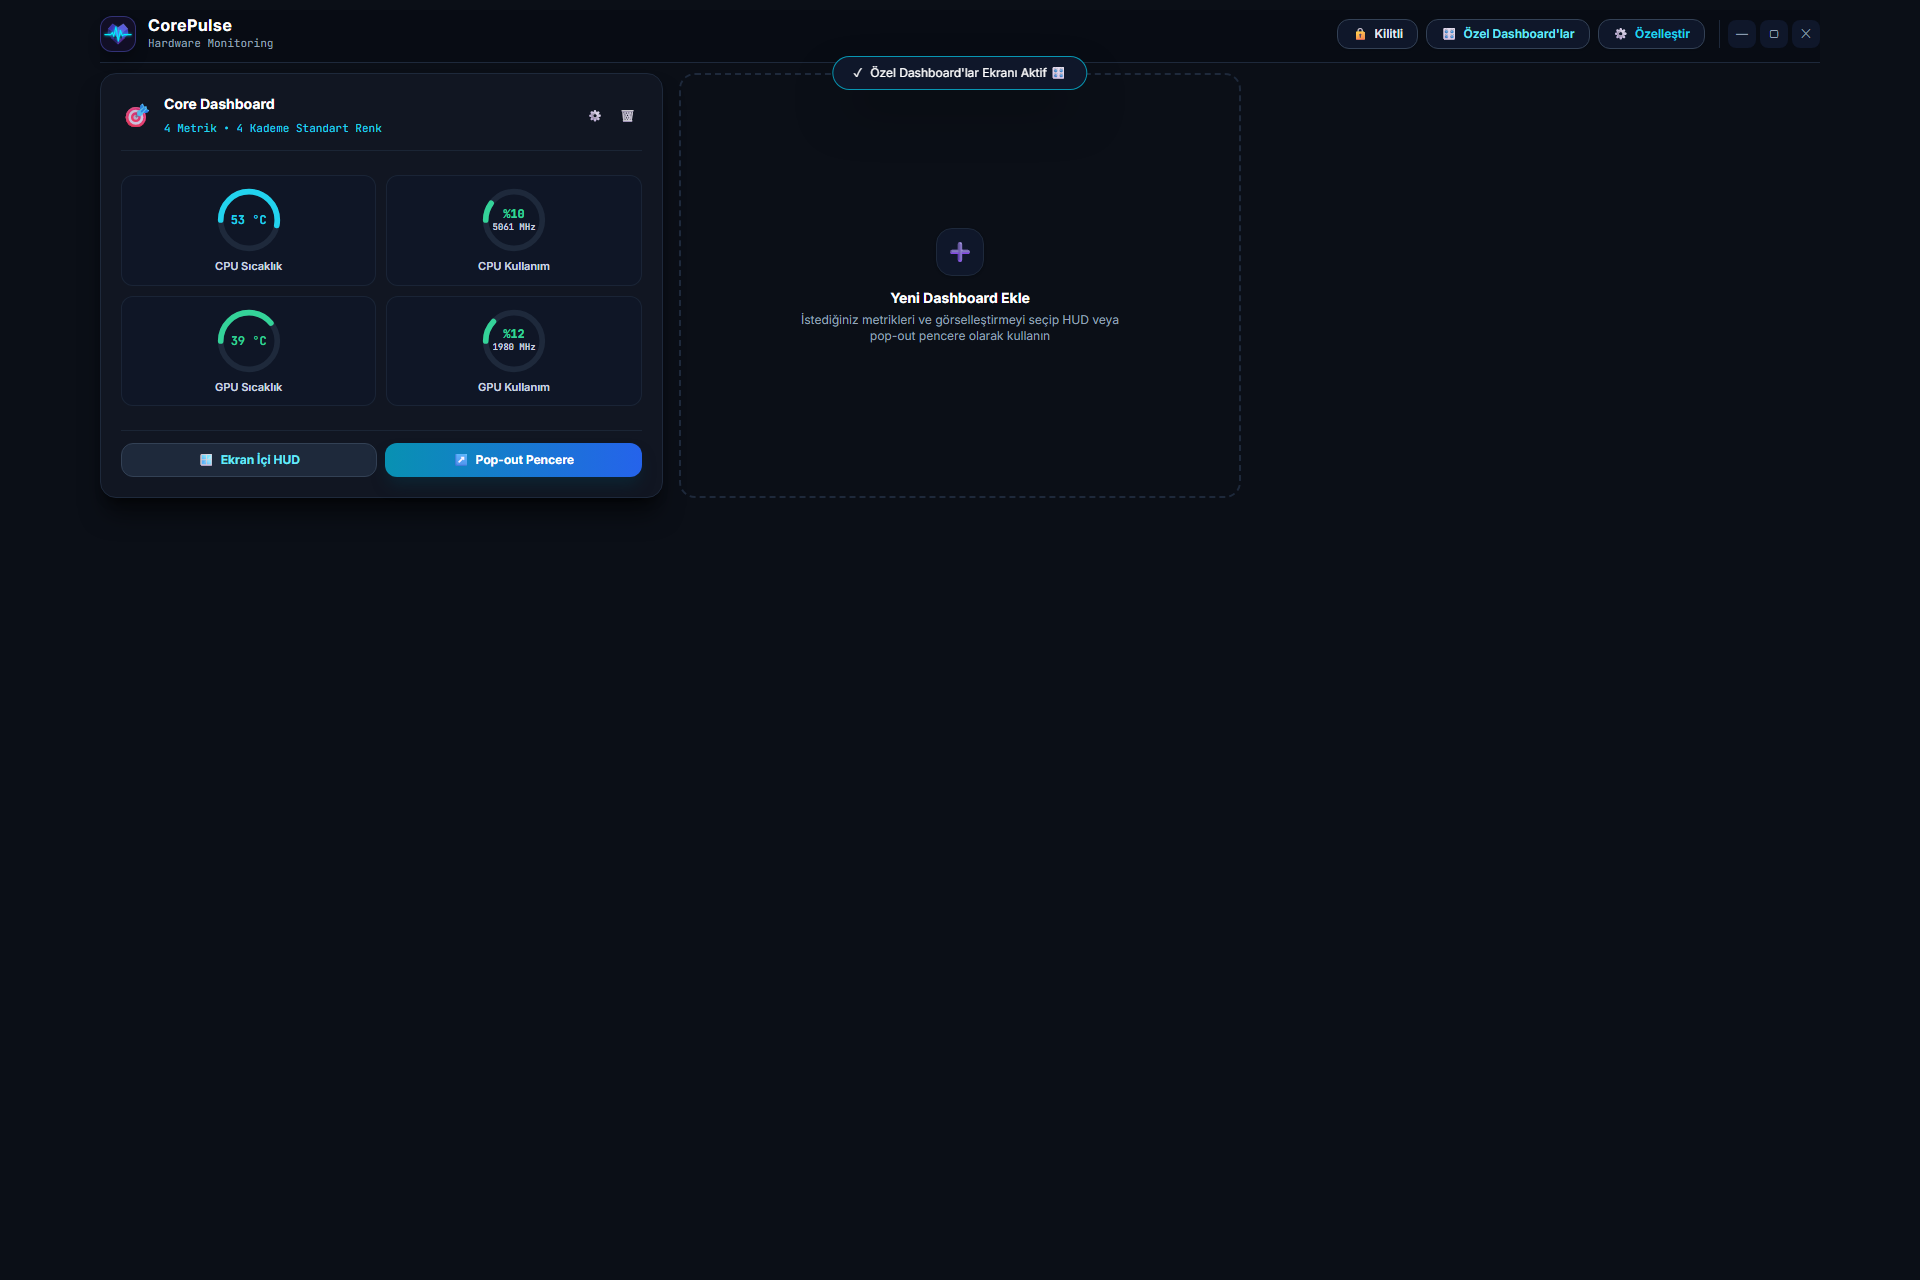 CorePulse
Hardware Monitoring
Kilitli
Özel Dashboard'lar
Özelleştir
✓ Özel Dashboard'lar Ekranı Aktif
Core Dashboard
4 Metrik • 4 Kademe Standart Renk
53 °C
CPU Sıcaklık
%10
5061 MHz
CPU Kullanım
39 °C
GPU Sıcaklık
%12
1980 MHz
GPU Kullanım
Ekran İçi HUD
Pop-out Pencere
Yeni Dashboard Ekle
İstediğiniz metrikleri ve görselleştirmeyi seçip HUD veya
pop-out pencere olarak kullanın